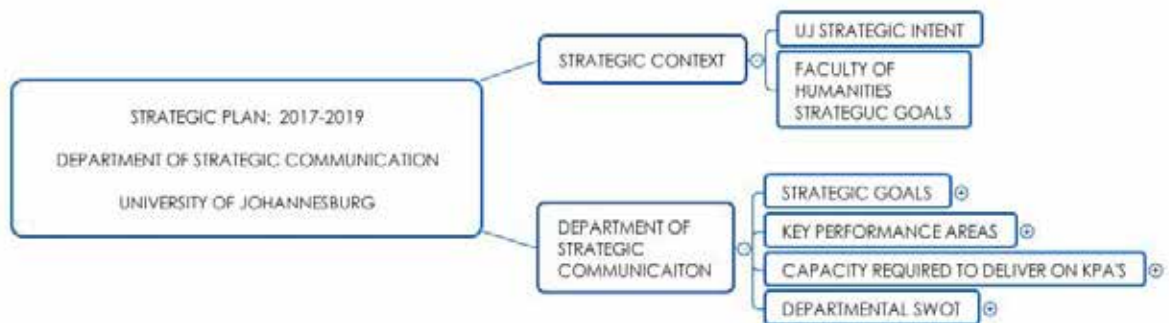 STRATEGIC PLAN: 2017-2019
DEPARTMENT OF STRATEGIC COMMUNICATION
UNIVERSITY OF JOHANNESBURG
STRATEGIC CONTEXT
UJ STRATEGIC INTENT
FACULTY OF
HUMANITIES
STRATEGUC GOALS
DEPARTMENT OF
STRATEGIC
COMMUNICAITON
STRATEGIC GOALS
KEY PERFORMANCE AREAS
CAPACITY REQUIRED TO DELIVER ON KPA'S
DEPARTMENTAL SWOT